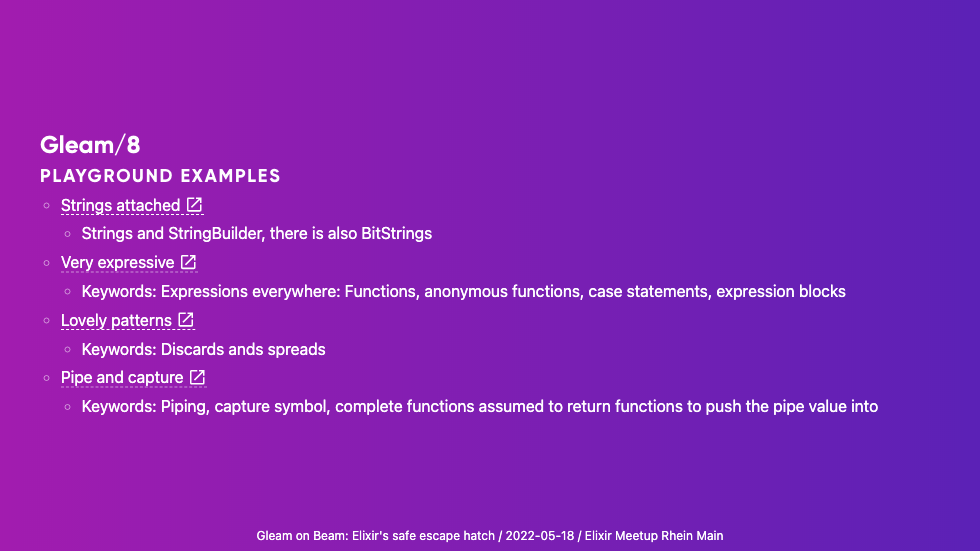 Gleam/8
PLAYGROUND EXAMPLES
Strings attached
Strings and StringBuilder, there is also BitStrings
Very expressive
Keywords: Expressions everywhere: Functions, anonymous functions, case statements, expression blocks
Lovely patterns
Keywords: Discards ands spreads
Pipe and capture
Keywords: Piping, capture symbol, complete functions assumed to return functions to push the pipe value into
Gleam on Beam: Elixir's safe escape hatch / 2022-05-18 / Elixir Meetup Rhein Main